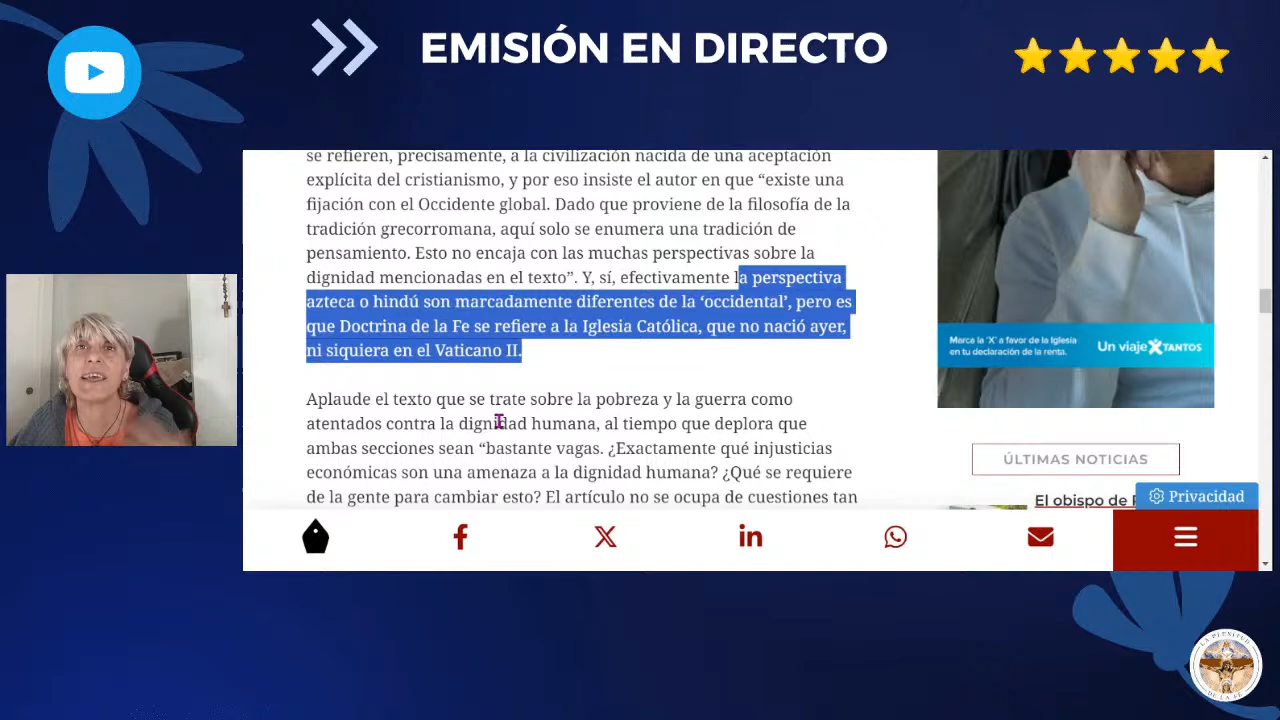 EMISIÓN EN DIRECTO
se refieren, precisamente, a la civilización nacida de una aceptación
explícita del cristianismo, y por eso insiste el autor en que “existe una
fijación con el Occidente global. Dado que proviene de la filosofía de la
tradición grecorromana, aquí solo se enumera una tradición de
pensamiento. Esto no encaja con las muchas perspectivas sobre la
dignidad mencionadas en el texto”. Y, sí, efectivamente la perspectiva
azteca o hindú son marcadamente diferentes de la ‘occidental’, pero es
que Doctrina de la Fe se refiere a la Iglesia Católica, que no nació ayer,
ni siquiera en el Vaticano II.
Aplaude el texto que se trate sobre la pobreza y la guerra como
atentados contra la dignidad humana, al tiempo que deplora que
ambas secciones sean “bastante vagas. ¿Exactamente qué injusticias
económicas son una amenaza a la dignidad humana? ¿Qué se requiere
de la gente para cambiar esto? El artículo no se ocupa de cuestiones tan
Marca la ‘X’ a favor de la Iglesia
en tu declaración de la renta.
Un viaje XTANTOS
ÚLTIMAS NOTICIAS
El obispo de
Privacidad
LA PLENITUD
DE LA FE